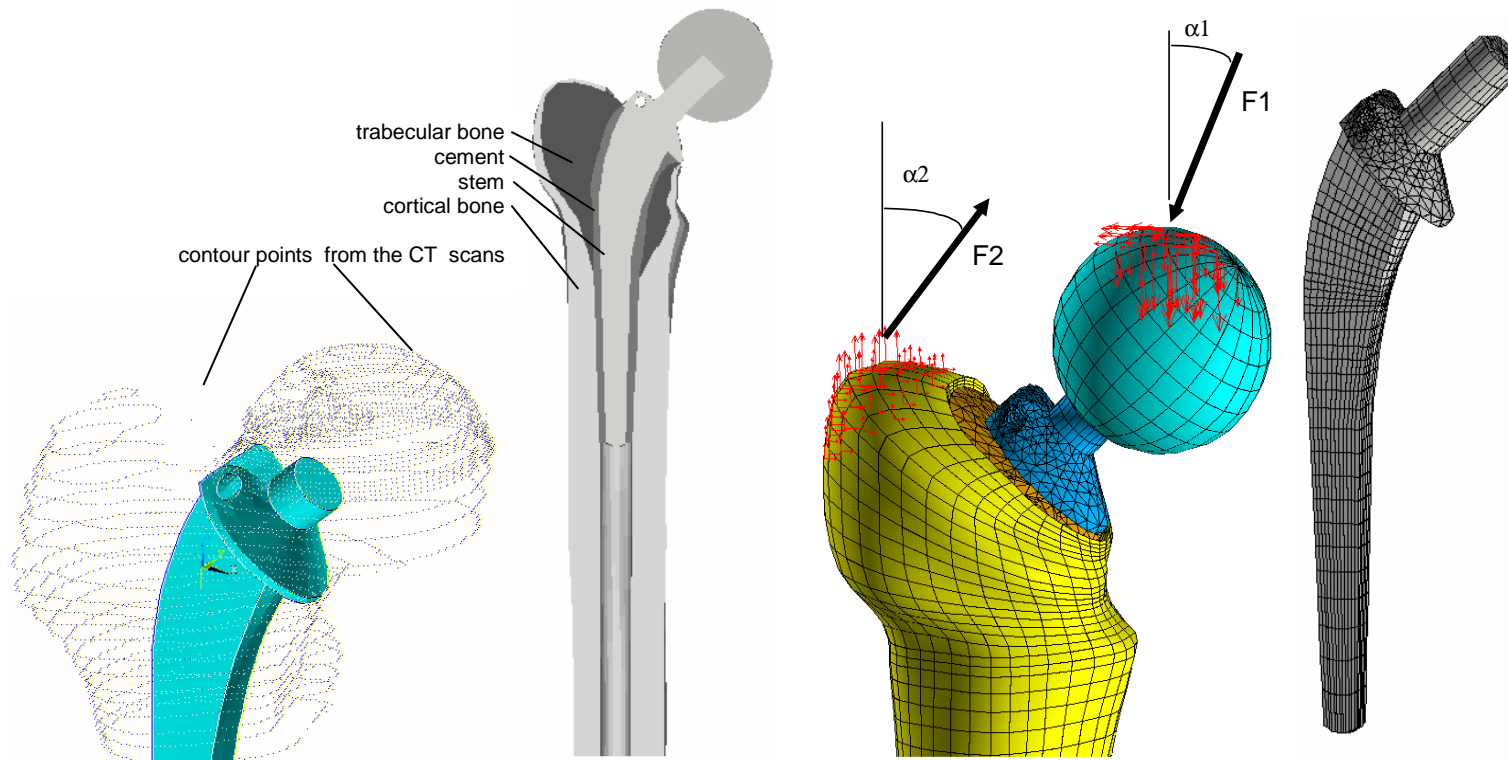 trabecular bone
cement
stem
cortical bone
contour points from the CT scans
α1
F1
α2
F2